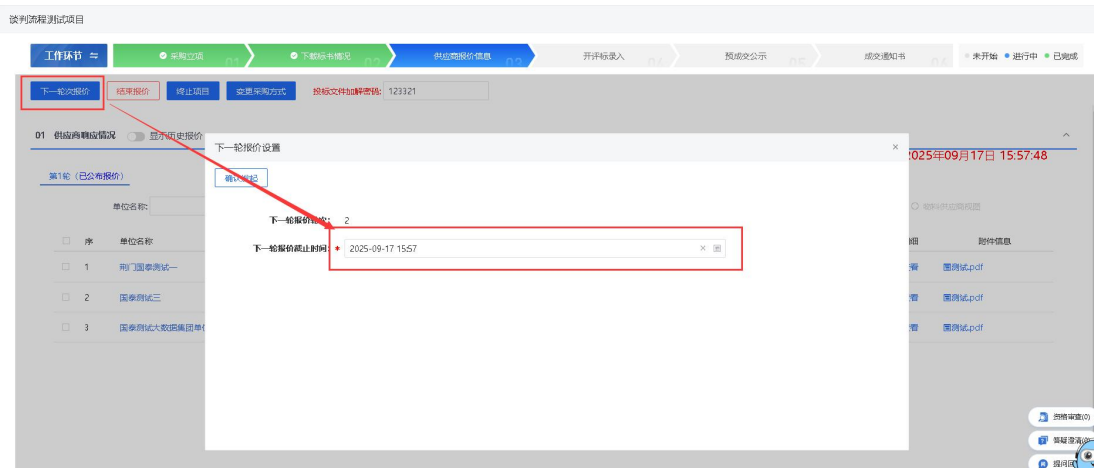 谈判流程测试项目
工作环节
采购立项 01
下载标书情况 02
供应商报价信息 03
开评标录入 04
预成交公示 05
成交通知书 06
未开始 进行中 已完成
下一轮次报价 结束报价 终止项目 变更采购方式 投标文件加解密码: 123321
01 供应商响应情况 显示历史报价
2025年09月17日 15:57:48
第1轮（已公布报价）
单位名称:
序 单位名称 附件信息
1 荆门国泰测试一 测试.pdf
2 国泰测试三 测试.pdf
3 国泰测试大数据集团单位 测试.pdf
下一轮报价设置
确认发起
下一轮报价轮次: 2
下一轮报价截止时间: * 2025-09-17 15:57
资格审查(0)
答疑澄清(0)